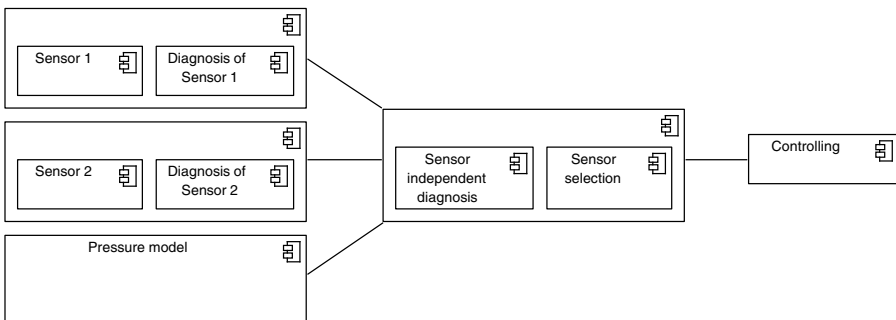 Sensor 1
Diagnosis of
Sensor 1
Sensor 2
Diagnosis of
Sensor 2
Pressure model
Sensor
independent
diagnosis
Sensor
selection
Controlling